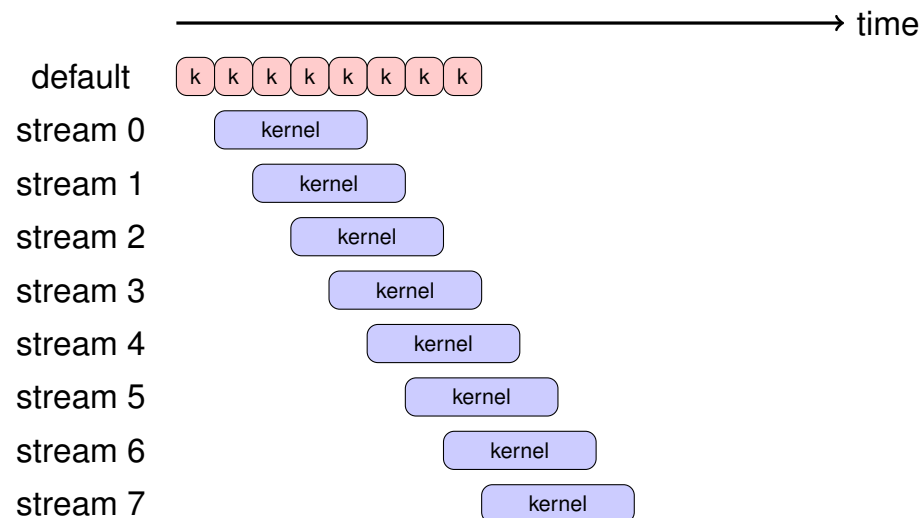 time
default k k k k k k k k
stream 0 kernel
stream 1 kernel
stream 2 kernel
stream 3 kernel
stream 4 kernel
stream 5 kernel
stream 6 kernel
stream 7 kernel